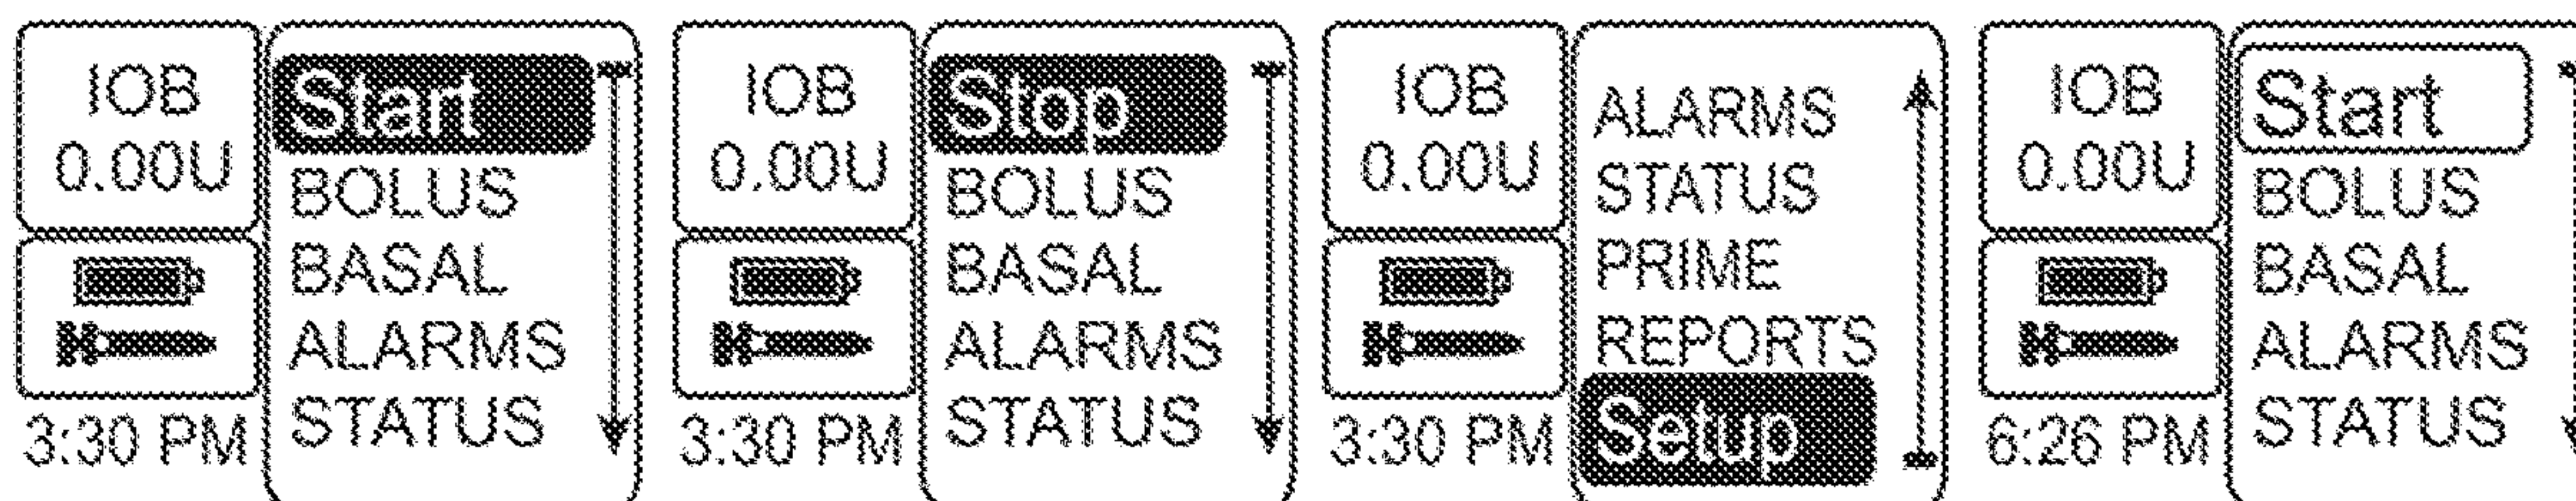 IOB
0.00U
3:30 PM
Start
BOLUS
BASAL
ALARMS
STATUS
IOB
0.00U
3:30 PM
Stop
BOLUS
BASAL
ALARMS
STATUS
IOB
0.00U
3:30 PM
ALARMS
STATUS
PRIME
REPORTS
Setup
IOB
0.00U
6:26 PM
Start
BOLUS
BASAL
ALARMS
STATUS